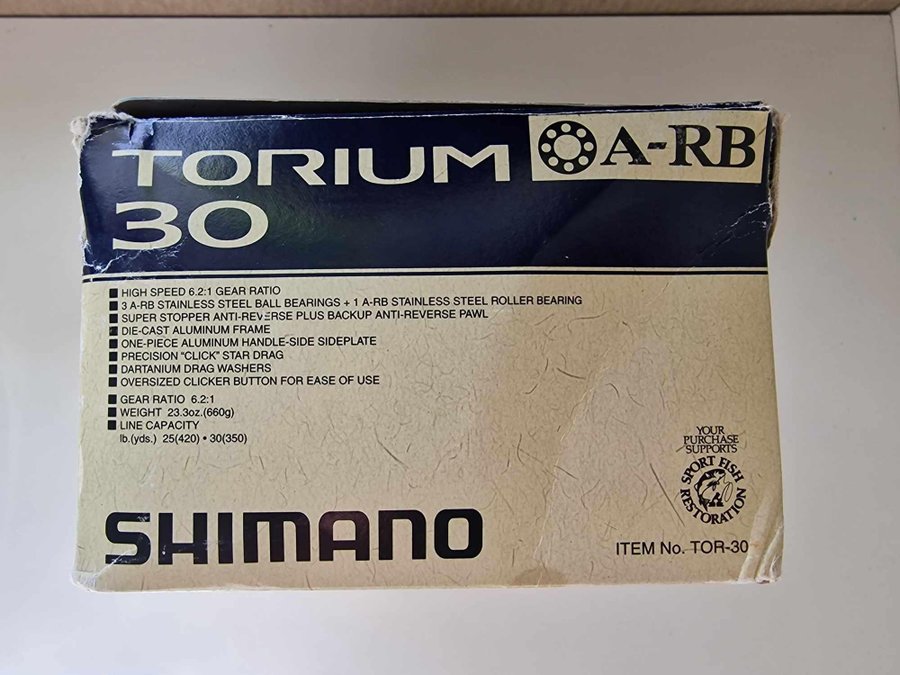 TORIUM
30
A-RB
HIGH SPEED 6.2:1 GEAR RATIO
3 A-RB STAINLESS STEEL BALL BEARINGS + 1 A-RB STAINLESS STEEL ROLLER BEARING
SUPER STOPPER ANTI-REVERSE PLUS BACKUP ANTI-REVERSE PAWL
DIE-CAST ALUMINUM FRAME
ONE-PIECE ALUMINUM HANDLE-SIDE SIDEPLATE
PRECISION "CLICK" STAR DRAG
DARTANIUM DRAG WASHERS
OVERSIZED CLICKER BUTTON FOR EASE OF USE
GEAR RATIO 6.2:1
WEIGHT 23.3oz.(660g)
LINE CAPACITY
lb.(yds.) 25(420) • 30(350)
YOUR
PURCHASE
SUPPORTS
SPORT FISH
RESTORATION
SHIMANO
ITEM No. TOR-30